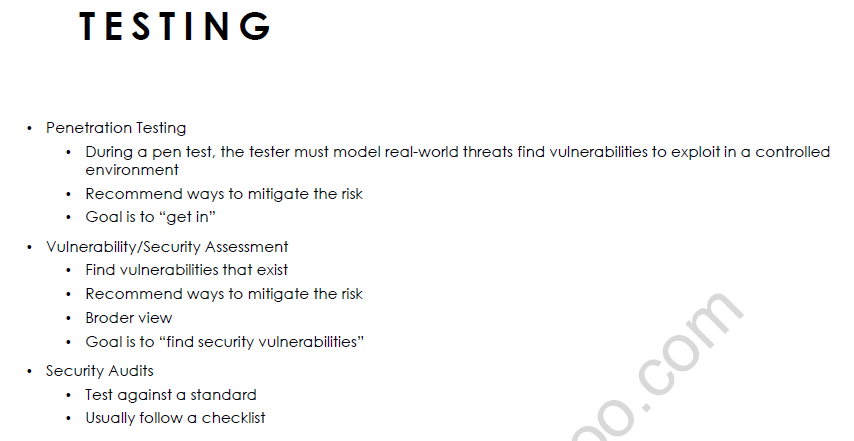 TESTING
• Penetration Testing
• During a pen test, the tester must model real-world threats find vulnerabilities to exploit in a controlled
environment
• Recommend ways to mitigate the risk
• Goal is to “get in”
• Vulnerability/Security Assessment
• Find vulnerabilities that exist
• Recommend ways to mitigate the risk
• Broder view
• Goal is to “find security vulnerabilities”
• Security Audits
• Test against a standard
• Usually follow a checklist
oo.com